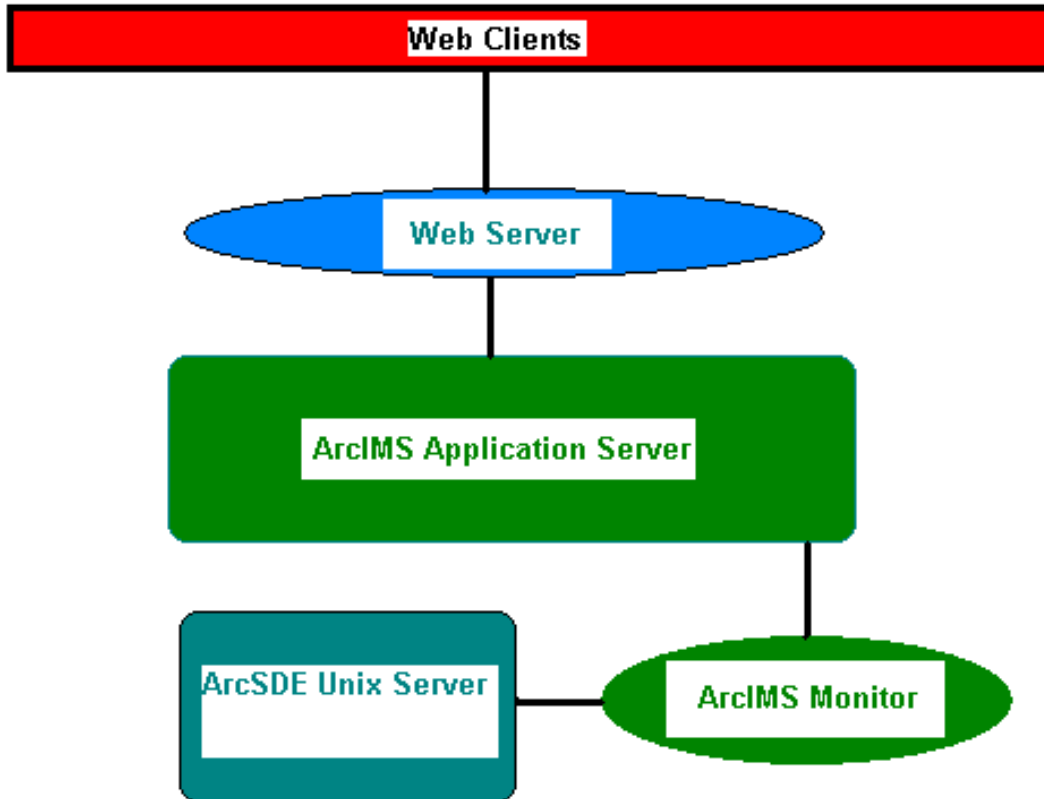 Web Clients
Web Server
ArcIMS Application Server
ArcSDE Unix Server
ArcIMS Monitor